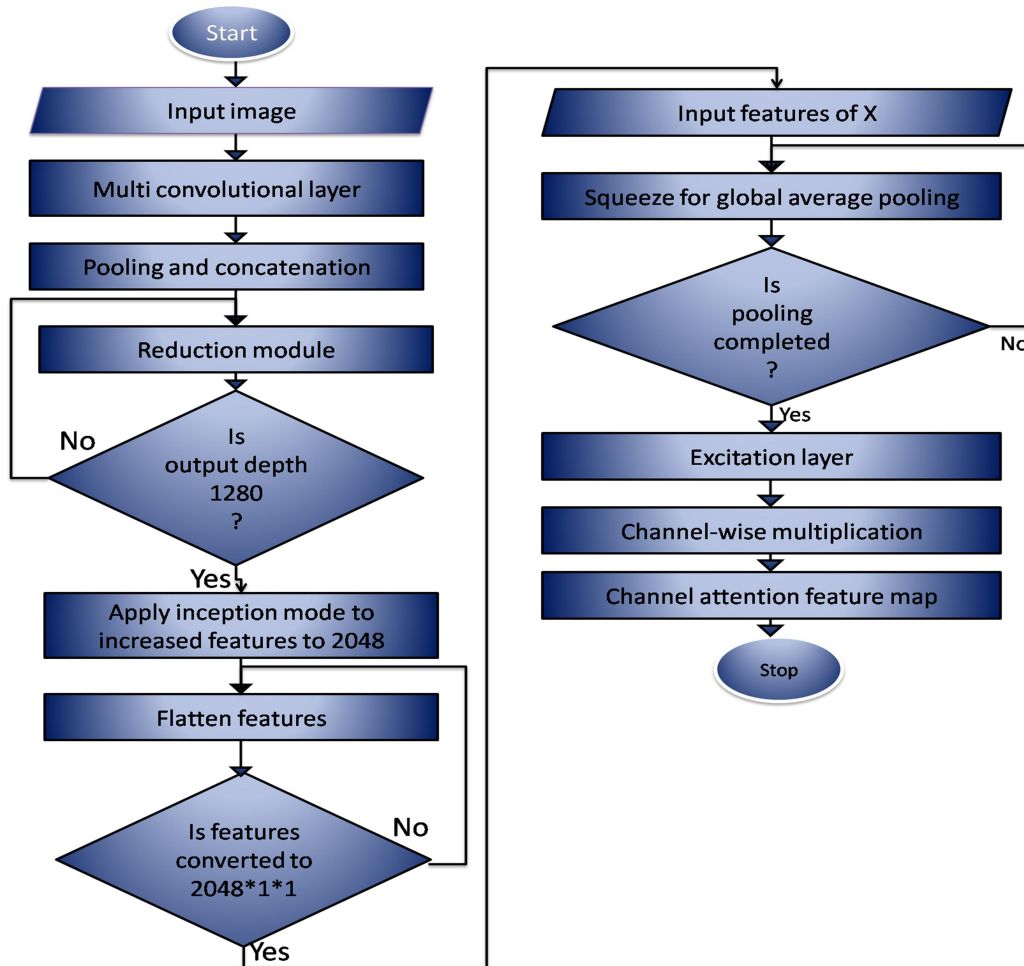 Start
Input image
Multi convolutional layer
Pooling and concatenation
Reduction module
No
Is
output depth
1280
?
Yes
Apply inception mode to
increased features to 2048
Flatten features
No
Is features
converted to
2048*1*1
Yes
Input features of X
Squeeze for global average pooling
Is
pooling
completed
?
No
Yes
Excitation layer
Channel-wise multiplication
Channel attention feature map
Stop